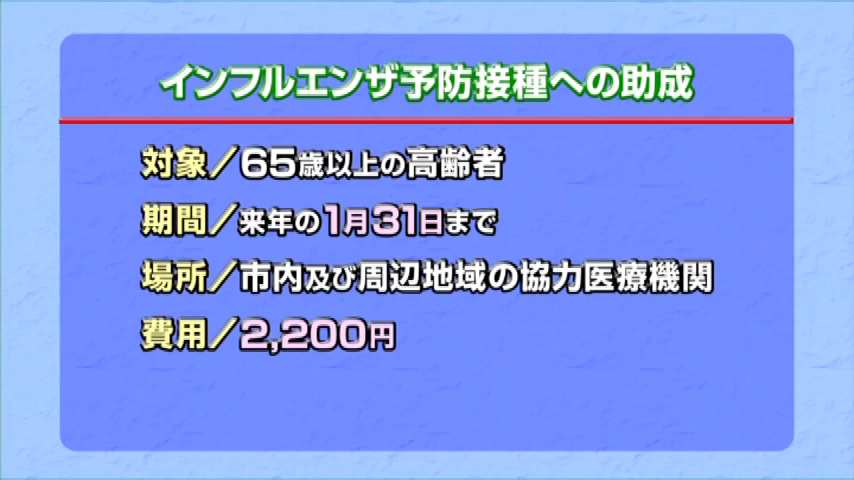 インフルエンザ予防接種への助成
対象／65歳以上の高齢者
期間／来年の1月31日まで
場所／市内及び周辺地域の協力医療機関
費用／2,200円